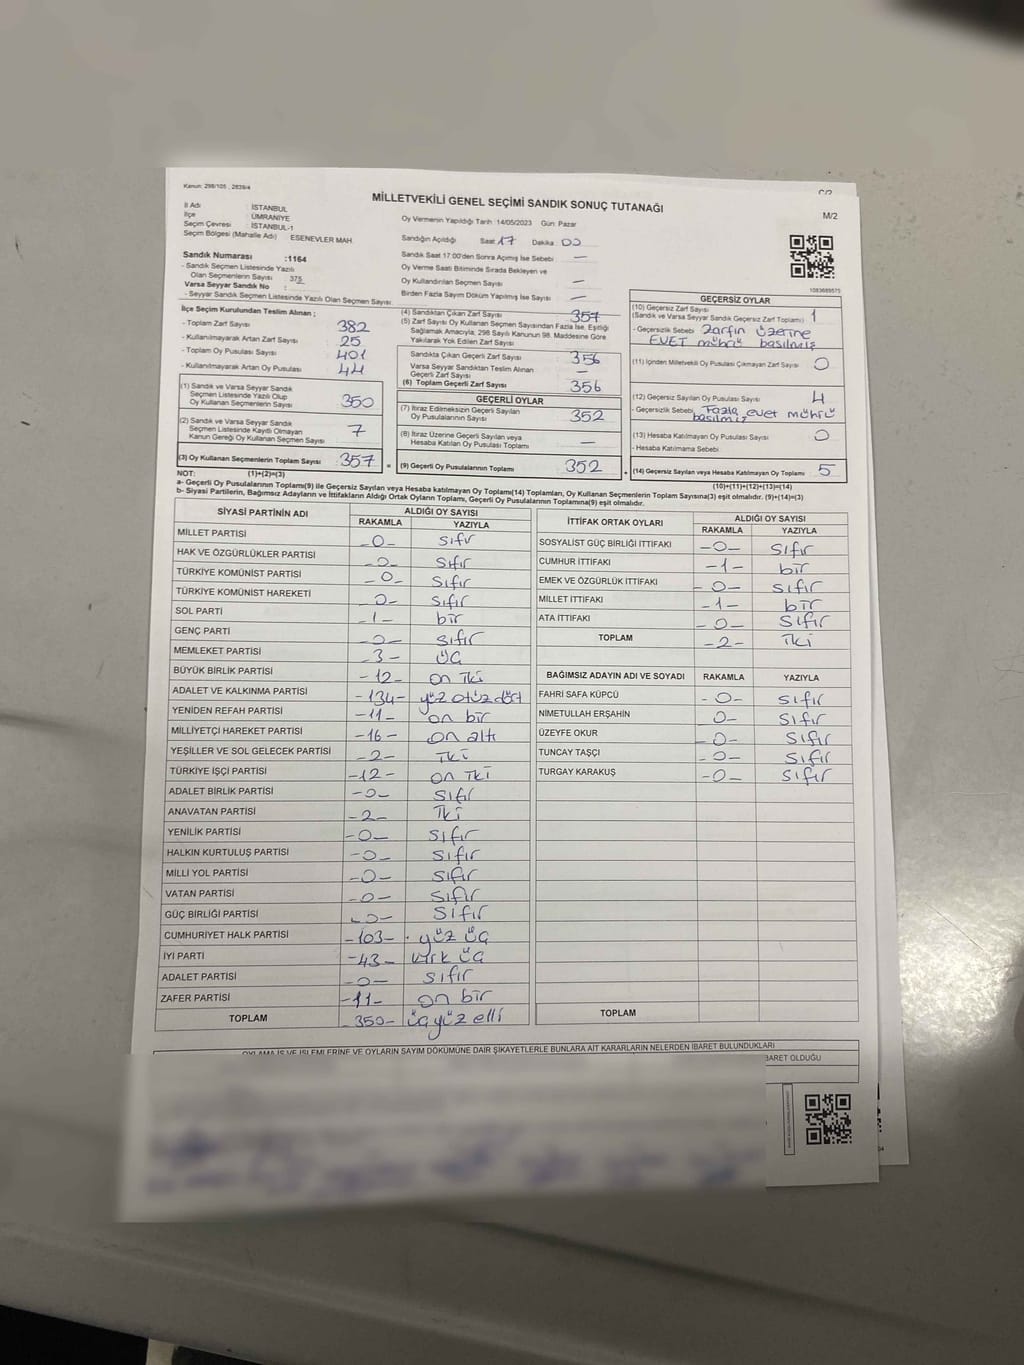 Kanun: 298/105 , 2839/4
MİLLETVEKİLİ GENEL SEÇİMİ SANDIK SONUÇ TUTANAĞI
M/2
İl Adı : İSTANBUL
İlçe : ÜMRANİYE
Seçim Çevresi : İSTANBUL-1
Seçim Bölgesi (Mahalle Adı) : ESENEVLER MAH.
Oy Vermenin Yapıldığı Tarih: 14/05/2023 Gün: Pazar
Sandığın Açıldığı Saat: 17 Dakika: 00
Sandık Saat 17.00'den Sonra Açılmış İse Sebebi —
Oy Verme Saati Bitiminde Sırada Bekleyen ve
Oy Kullandırılan Seçmen Sayısı —
Birden Fazla Sayım Döküm Yapılmış İse Sayısı —
Sandık Numarası : 1164
- Sandık Seçmen Listesinde Yazılı
Olan Seçmenlerin Sayısı 375
Varsa Seyyar Sandık No :
- Seyyar Sandık Seçmen Listesinde Yazılı Olan Seçmen Sayısı:
1083689575
İlçe Seçim Kurulundan Teslim Alınan ;
- Toplam Zarf Sayısı 382
- Kullanılmayarak Artan Zarf Sayısı 25
- Toplam Oy Pusulası Sayısı 401
- Kullanılmayarak Artan Oy Pusulası 44
(1) Sandık ve Varsa Seyyar Sandık
Seçmen Listesinde Yazılı Olup
Oy Kullanan Seçmenlerin Sayısı 350
(2) Sandık ve Varsa Seyyar Sandık
Seçmen Listesinde Kayıtlı Olmayan
Kanun Gereği Oy Kullanan Seçmen Sayısı 7
(3) Oy Kullanan Seçmenlerin Toplam Sayısı 357
(1)+(2)=(3)
(4) Sandıktan Çıkan Zarf Sayısı 357
(5) Zarf Sayısı Oy Kullanan Seçmen Sayısından Fazla İse, Eşitliği
Sağlamak Amacıyla, 298 Sayılı Kanunun 98. Maddesine Göre
Yakılarak Yok Edilen Zarf Sayısı
Sandıkta Çıkan Geçerli Zarf Sayısı 356
Varsa Seyyar Sandıktan Teslim Alınan
Geçerli Zarf Sayısı —
(6) Toplam Geçerli Zarf Sayısı 356
GEÇERLİ OYLAR
(7) İtiraz Edilmeksizin Geçerli Sayılan
Oy Pusulalarının Sayısı 352
(8) İtiraz Üzerine Geçerli Sayılan veya
Hesaba Katılan Oy Pusulası Toplamı —
= (9) Geçerli Oy Pusulalarının Toplamı 352
GEÇERSİZ OYLAR
(10) Geçersiz Zarf Sayısı
(Sandık ve Varsa Seyyar Sandık Geçersiz Zarf Toplamı) 1
- Geçersizlik Sebebi Zarfın üzerine
EVET mührü basılmış
(11) İçinden Milletvekili Oy Pusulası Çıkmayan Zarf Sayısı 0
(12) Geçersiz Sayılan Oy Pusulası Sayısı 4
- Geçersizlik Sebebi Fazla evet mührü
basılmış
(13) Hesaba Katılmayan Oy Pusulası Sayısı 0
- Hesaba Katılmama Sebebi
+ (14) Geçersiz Sayılan veya Hesaba Katılmayan Oy Toplamı 5
(10)+(11)+(12)+(13)=(14)
NOT:
a- Geçerli Oy Pusulasının Toplamı(9) ile Geçersiz Sayılan veya Hesaba katılmayan Oy Toplamı(14) Toplamları, Oy Kullanan Seçmenlerin Toplam Sayısına(3) eşit olmalıdır. (9)+(14)=(3)
b- Siyasi Partilerin, Bağımsız Adayların ve İttifakların Aldığı Ortak Oyların Toplamı, Geçerli Oy Pusulalarının Toplamına(9) eşit olmalıdır.
SİYASİ PARTİNİN ADI ALDIĞI OY SAYISI
RAKAMLA YAZIYLA
MİLLET PARTİSİ -0- sıfır
HAK VE ÖZGÜRLÜKLER PARTİSİ -0- sıfır
TÜRKİYE KOMÜNİST PARTİSİ -0- sıfır
TÜRKİYE KOMÜNİST HAREKETİ -0- sıfır
SOL PARTİ -1- bir
GENÇ PARTİ -0- sıfır
MEMLEKET PARTİSİ -3- üç
BÜYÜK BİRLİK PARTİSİ -12- on iki
ADALET VE KALKINMA PARTİSİ -134- yüz otüz dört
YENİDEN REFAH PARTİSİ -11- on bir
MİLLİYETÇİ HAREKET PARTİSİ -16- on altı
YEŞİLLER VE SOL GELECEK PARTİSİ -2- iki
TÜRKİYE İŞÇİ PARTİSİ -12- on iki
ADALET BİRLİK PARTİSİ -0- sıfır
ANAVATAN PARTİSİ -2- iki
YENİLİK PARTİSİ -0- sıfır
HALKIN KURTULUŞ PARTİSİ -0- sıfır
MİLLİ YOL PARTİSİ -0- sıfır
VATAN PARTİSİ -0- sıfır
GÜÇ BİRLİĞİ PARTİSİ -0- sıfır
CUMHURİYET HALK PARTİSİ -103- yüz üç
İYİ PARTİ -43- kırk üç
ADALET PARTİSİ -0- sıfır
ZAFER PARTİSİ -11- on bir
TOPLAM -350- üçyüz elli
İTTİFAK ORTAK OYLARI ALDIĞI OY SAYISI
RAKAMLA YAZIYLA
SOSYALİST GÜÇ BİRLİĞİ İTTİFAKI -0- sıfır
CUMHUR İTTİFAKI -1- bir
EMEK VE ÖZGÜRLÜK İTTİFAKI -0- sıfır
MİLLET İTTİFAKI -1- bir
ATA İTTİFAKI -0- sıfır
TOPLAM -2- iki
BAĞIMSIZ ADAYIN ADI VE SOYADI RAKAMLA YAZIYLA
FAHRİ SAFA KÜPCÜ -0- sıfır
NİMETULLAH ERŞAHİN 0- sıfır
ÜZEYFE OKUR -0- sıfır
TUNCAY TAŞÇI -0- sıfır
TURGAY KARAKUŞ -0- sıfır
TOPLAM
OYLAMA İŞ VE İŞLEMLERİNE VE OYLARIN SAYIM DÖKÜMÜNE DAİR ŞİKAYETLERLE BUNLARA AİT KARARLARIN NELERDEN İBARET BULUNDUKLARI
İBARET OLDUĞU